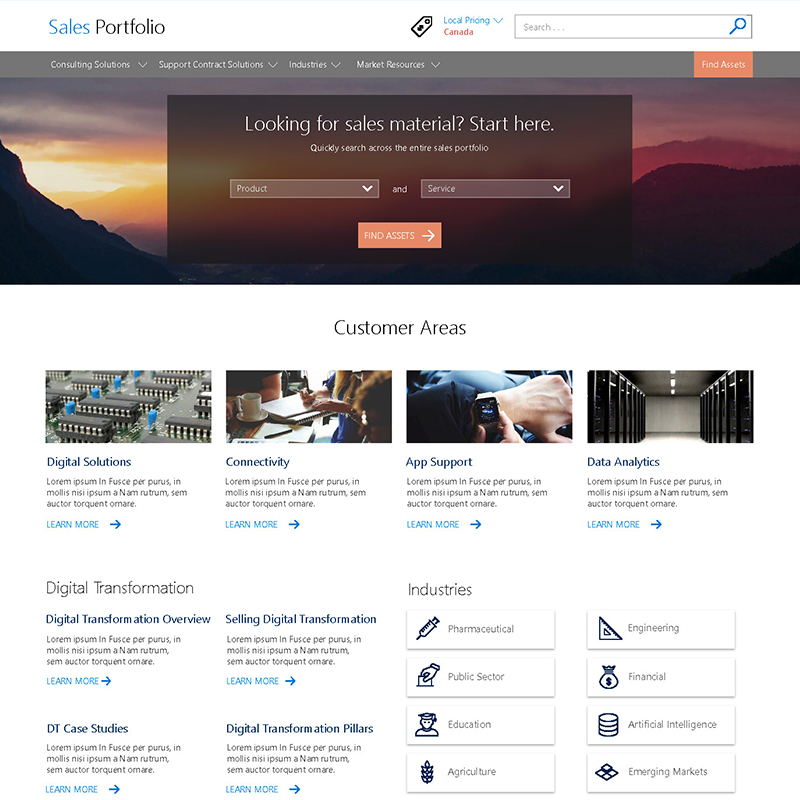 Sales Portfolio
Local Pricing
Canada
Search . . .
Consulting Solutions
Support Contract Solutions
Industries
Market Resources
Find Assets
Looking for sales material? Start here.
Quickly search across the entire sales portfolio
Product
and
Service
FIND ASSETS
Customer Areas
Digital Solutions
Lorem ipsum In Fusce per purus, in
mollis nisi ipsum a Nam rutrum, sem
auctor torquent ornare.
LEARN MORE
Connectivity
Lorem ipsum In Fusce per purus, in
mollis nisi ipsum a Nam rutrum, sem
auctor torquent ornare.
LEARN MORE
App Support
Lorem ipsum In Fusce per purus, in
mollis nisi ipsum a Nam rutrum, sem
auctor torquent ornare.
LEARN MORE
Data Analytics
Lorem ipsum In Fusce per purus, in
mollis nisi ipsum a Nam rutrum, sem
auctor torquent ornare.
LEARN MORE
Digital Transformation
Digital Transformation Overview
Lorem ipsum In Fusce per purus, in
mollis nisi ipsum a Nam rutrum,
sem auctor torquent ornare.
LEARN MORE
Selling Digital Transformation
Lorem ipsum In Fusce per purus, in
mollis nisi ipsum a Nam rutrum,
sem auctor torquent ornare.
LEARN MORE
DT Case Studies
Lorem ipsum In Fusce per purus, in
mollis nisi ipsum a Nam rutrum,
sem auctor torquent ornare.
LEARN MORE
Digital Transformation Pillars
Lorem ipsum In Fusce per purus, in
mollis nisi ipsum a Nam rutrum,
sem auctor torquent ornare.
LEARN MORE
Industries
Pharmaceutical
Engineering
Public Sector
Financial
Education
Artificial Intelligence
Agriculture
Emerging Markets